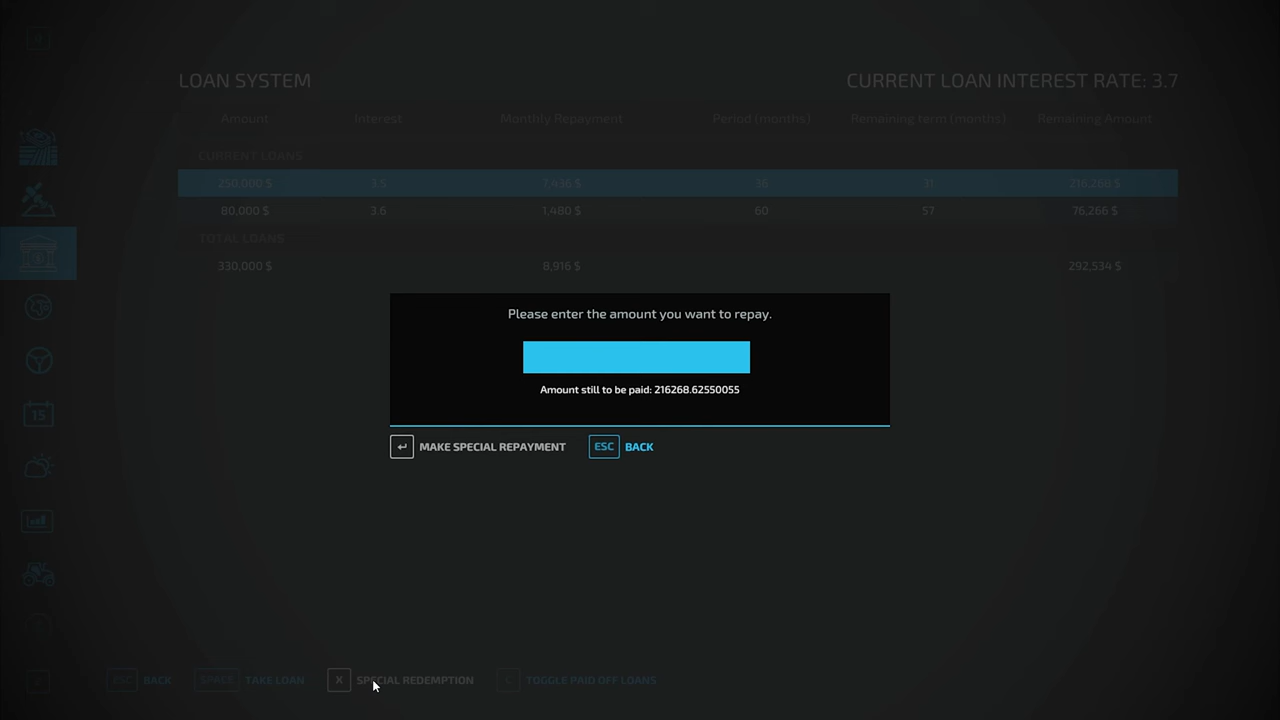 LOAN SYSTEM CURRENT LOAN INTEREST RATE: 3.7
Amount Interest Monthly Repayment Period (months) Remaining term (months) Remaining Amount
CURRENT LOANS
250,000 $ 3.5 7,436 $ 36 31 216,268 $
80,000 $ 3.6 1,480 $ 60 57 76,266 $
TOTAL LOANS
330,000 $ 8,916 $ 292,534 $
Please enter the amount you want to repay.
Amount still to be paid: 216268.62550055
MAKE SPECIAL REPAYMENT ESC BACK
15
ESC BACK SPACE TAKE LOAN X SPECIAL REDEMPTION C TOGGLE PAID OFF LOANS